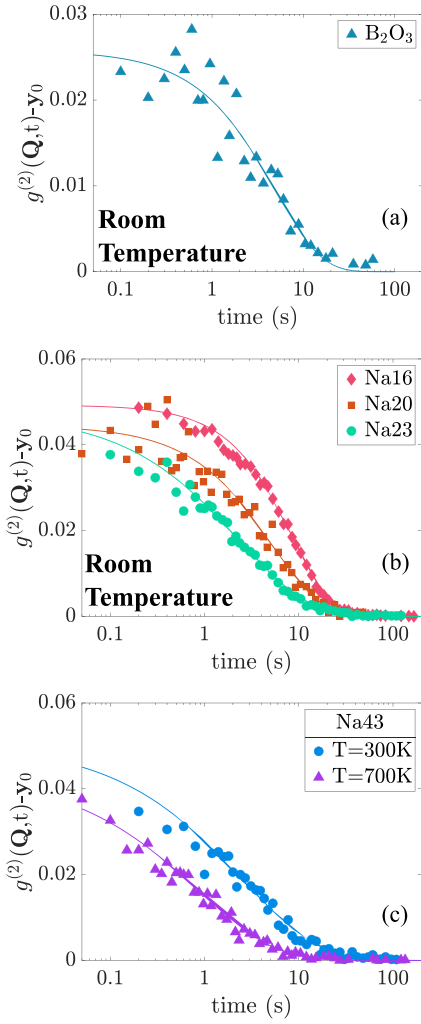 0.03
0.02
0.01
0
g⁽²⁾(Q,t)-y₀
B₂O₃
Room
Temperature
(a)
0.1 1 10 100
time (s)
0.06
0.04
0.02
0
g⁽²⁾(Q,t)-y₀
Na16
Na20
Na23
Room
Temperature
(b)
0.1 1 10 100
time (s)
0.06
0.04
0.02
0
g⁽²⁾(Q,t)-y₀
Na43
T=300K
T=700K
(c)
0.1 1 10 100
time (s)